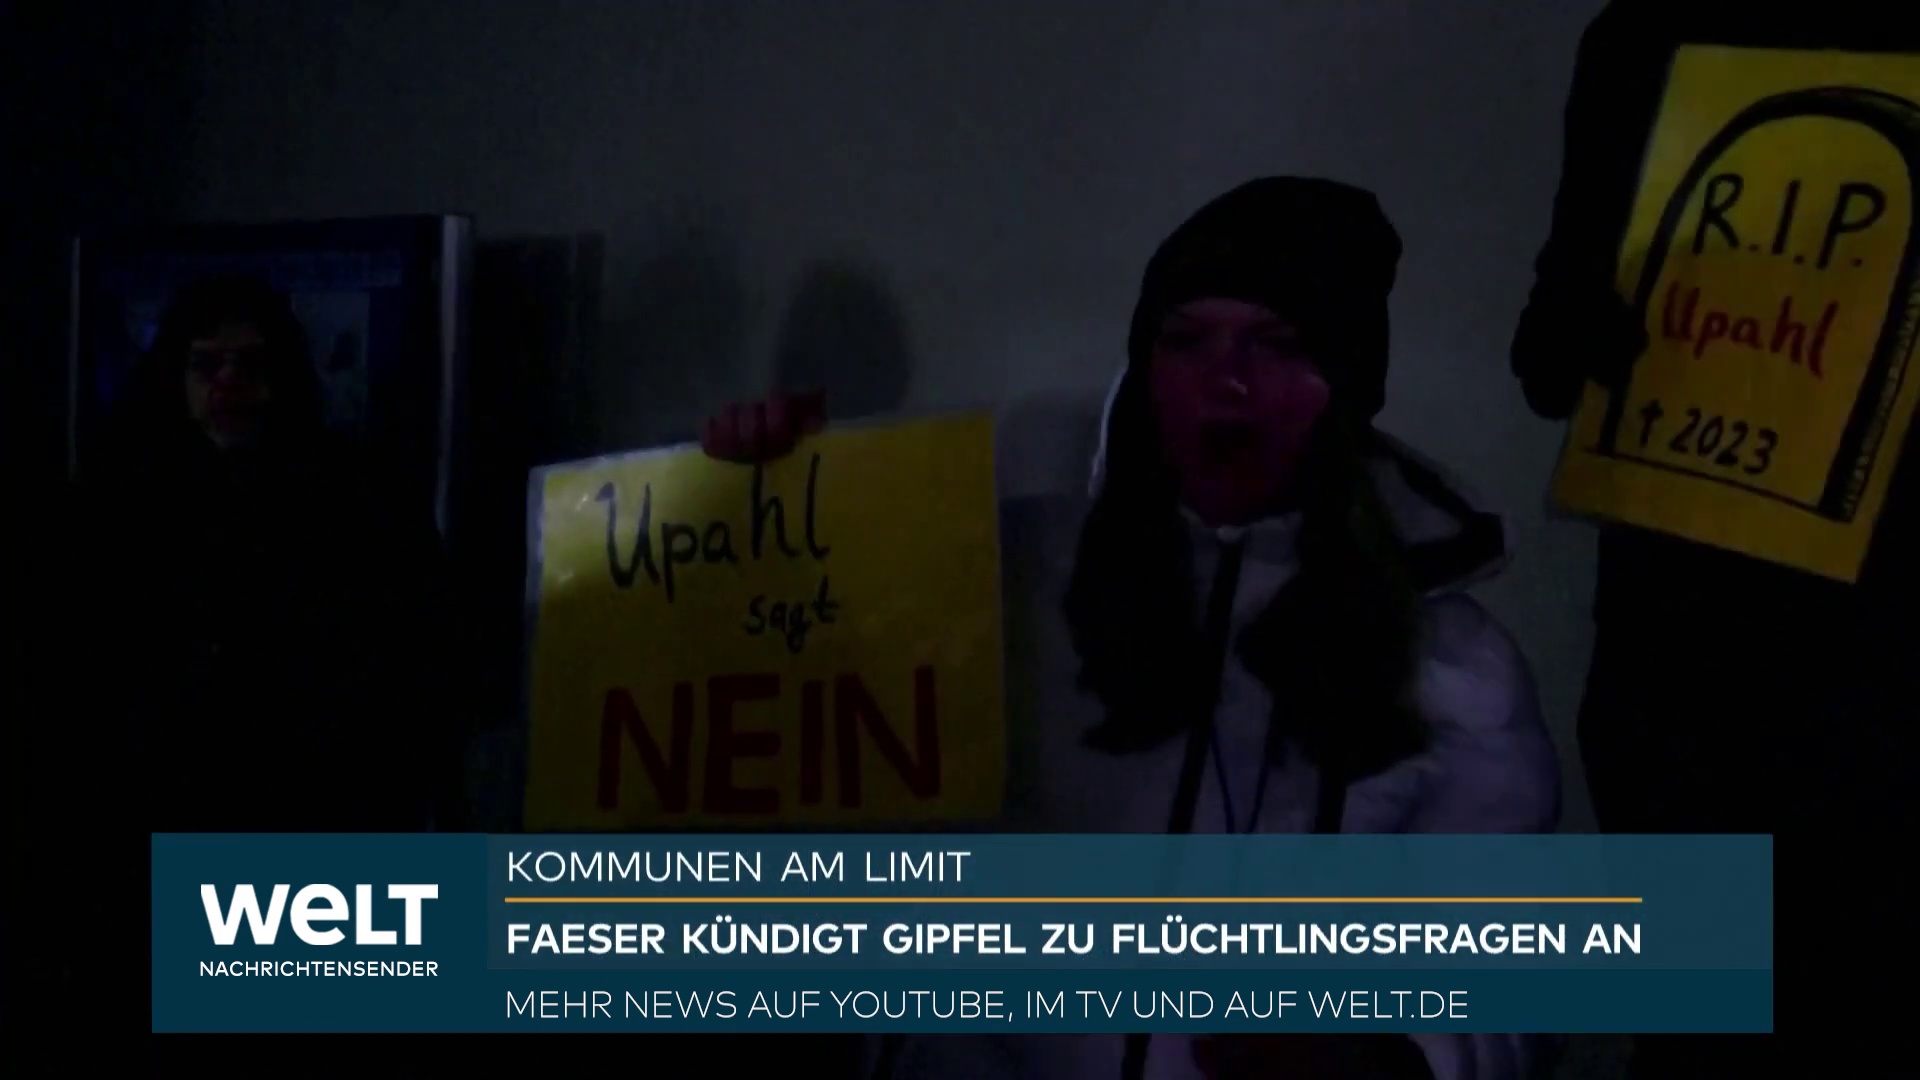 R.I.P.
Upahl
† 2023
Upahl
sagt
NEIN
KOMMUNEN AM LIMIT
WELT
NACHRICHTENSENDER
FAESER KÜNDIGT GIPFEL ZU FLÜCHTLINGSFRAGEN AN
MEHR NEWS AUF YOUTUBE, IM TV UND AUF WELT.DE